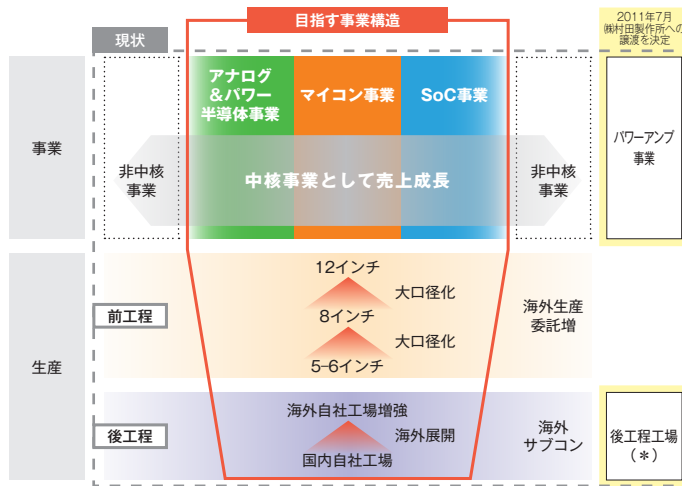 目指す事業構造
2011年7月
㈱村田製作所への
譲渡を決定
現状
事業
非中核
事業
アナログ
&パワー
半導体事業
マイコン事業
SoC事業
中核事業として売上成長
非中核
事業
パワーアンプ
事業
生産
前工程
12インチ
大口径化
8インチ
大口径化
5–6インチ
海外生産
委託増
後工程
海外自社工場増強
海外展開
国内自社工場
海外
サブコン
後工程工場
(*)